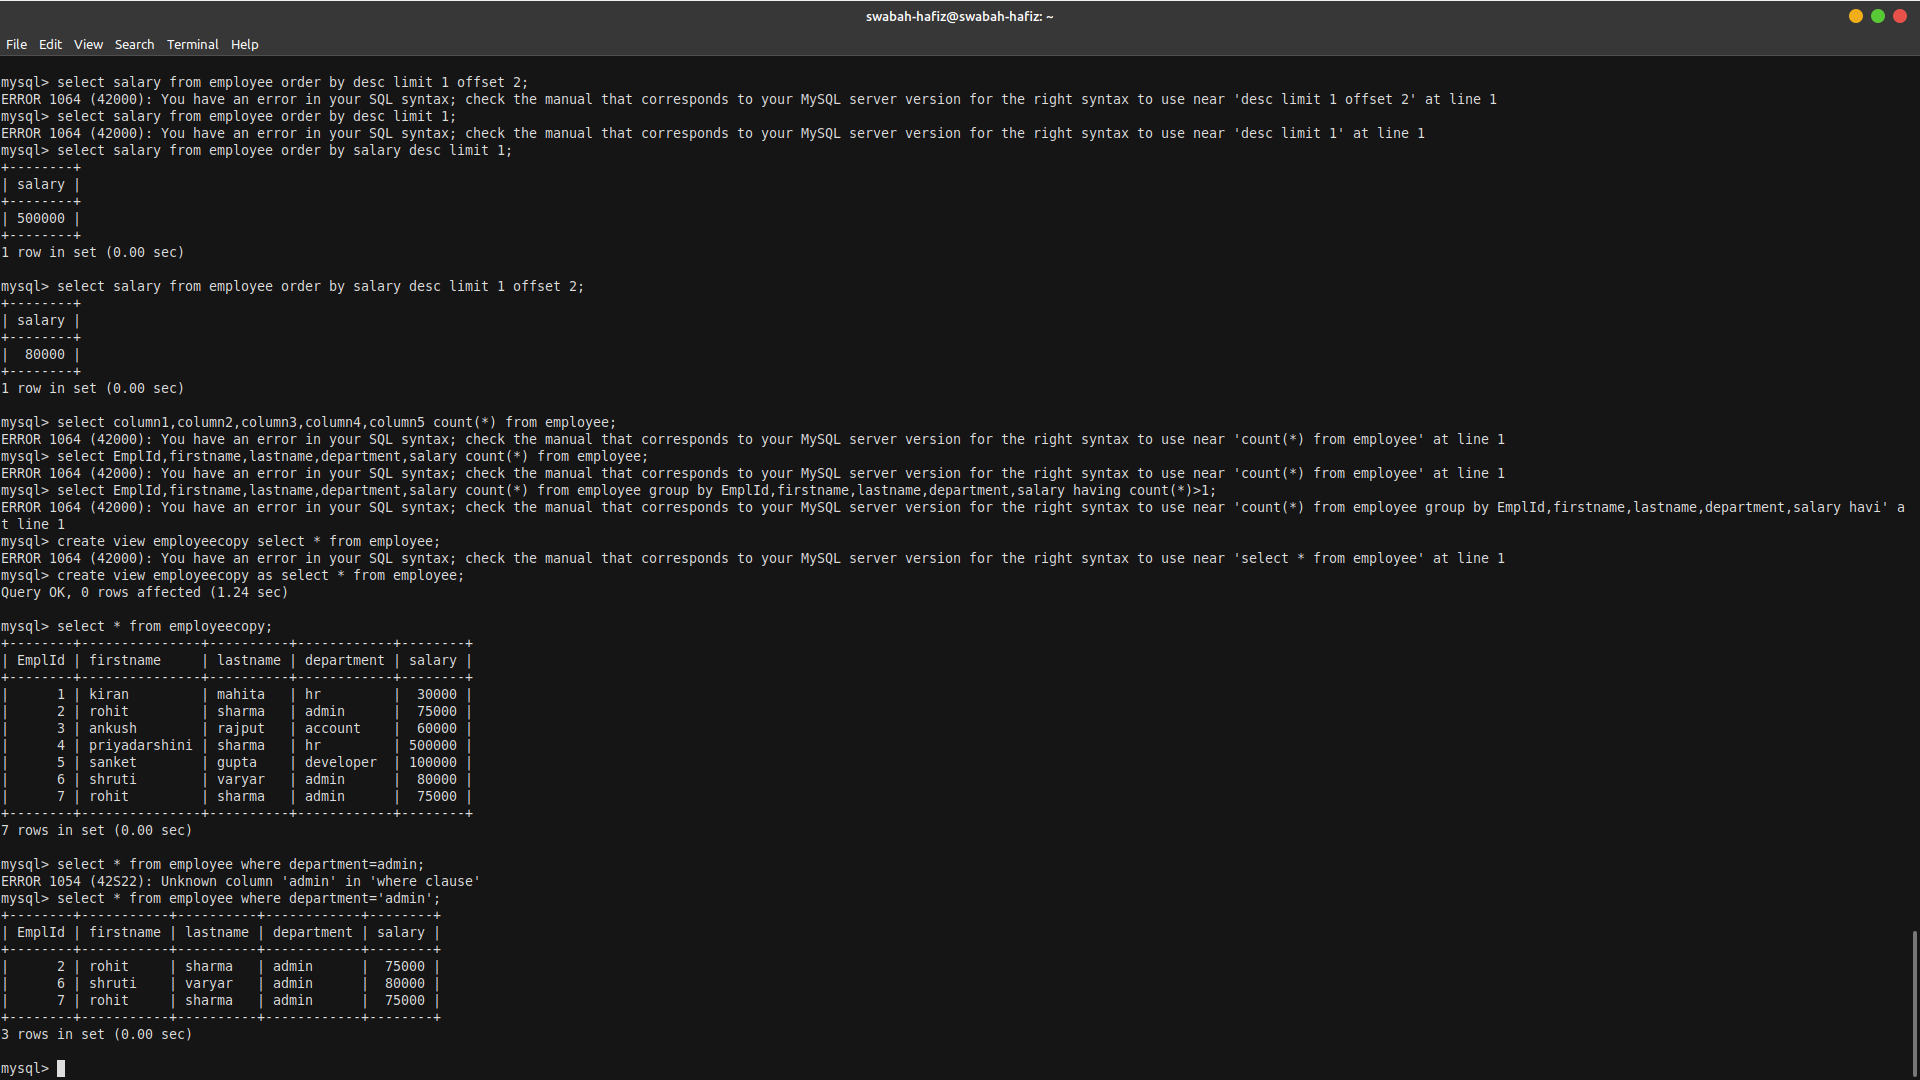 swabah-hafiz@swabah-hafiz: ~
File Edit View Search Terminal Help
mysql> select salary from employee order by desc limit 1 offset 2;
ERROR 1064 (42000): You have an error in your SQL syntax; check the manual that corresponds to your MySQL server version for the right syntax to use near 'desc limit 1 offset 2' at line 1
mysql> select salary from employee order by desc limit 1;
ERROR 1064 (42000): You have an error in your SQL syntax; check the manual that corresponds to your MySQL server version for the right syntax to use near 'desc limit 1' at line 1
mysql> select salary from employee order by salary desc limit 1;
+--------+
| salary |
+--------+
| 500000 |
+--------+
1 row in set (0.00 sec)
mysql> select salary from employee order by salary desc limit 1 offset 2;
+--------+
| salary |
+--------+
|  80000 |
+--------+
1 row in set (0.00 sec)
mysql> select column1,column2,column3,column4,column5 count(*) from employee;
ERROR 1064 (42000): You have an error in your SQL syntax; check the manual that corresponds to your MySQL server version for the right syntax to use near 'count(*) from employee' at line 1
mysql> select EmplId,firstname,lastname,department,salary count(*) from employee;
ERROR 1064 (42000): You have an error in your SQL syntax; check the manual that corresponds to your MySQL server version for the right syntax to use near 'count(*) from employee' at line 1
mysql> select EmplId,firstname,lastname,department,salary count(*) from employee group by EmplId,firstname,lastname,department,salary having count(*)>1;
ERROR 1064 (42000): You have an error in your SQL syntax; check the manual that corresponds to your MySQL server version for the right syntax to use near 'count(*) from employee group by EmplId,firstname,lastname,department,salary havi' a
t line 1
mysql> create view employeecopy select * from employee;
ERROR 1064 (42000): You have an error in your SQL syntax; check the manual that corresponds to your MySQL server version for the right syntax to use near 'select * from employee' at line 1
mysql> create view employeecopy as select * from employee;
Query OK, 0 rows affected (1.24 sec)
mysql> select * from employeecopy;
+--------+---------------+----------+------------+--------+
| EmplId | firstname     | lastname | department | salary |
+--------+---------------+----------+------------+--------+
|      1 | kiran         | mahita   | hr         |  30000 |
|      2 | rohit         | sharma   | admin      |  75000 |
|      3 | ankush        | rajput   | account    |  60000 |
|      4 | priyadarshini | sharma   | hr         | 500000 |
|      5 | sanket        | gupta    | developer  | 100000 |
|      6 | shruti        | varyar   | admin      |  80000 |
|      7 | rohit         | sharma   | admin      |  75000 |
+--------+---------------+----------+------------+--------+
7 rows in set (0.00 sec)
mysql> select * from employee where department=admin;
ERROR 1054 (42S22): Unknown column 'admin' in 'where clause'
mysql> select * from employee where department='admin';
+--------+-----------+----------+------------+--------+
| EmplId | firstname | lastname | department | salary |
+--------+-----------+----------+------------+--------+
|      2 | rohit     | sharma   | admin      |  75000 |
|      6 | shruti    | varyar   | admin      |  80000 |
|      7 | rohit     | sharma   | admin      |  75000 |
+--------+-----------+----------+------------+--------+
3 rows in set (0.00 sec)
mysql>